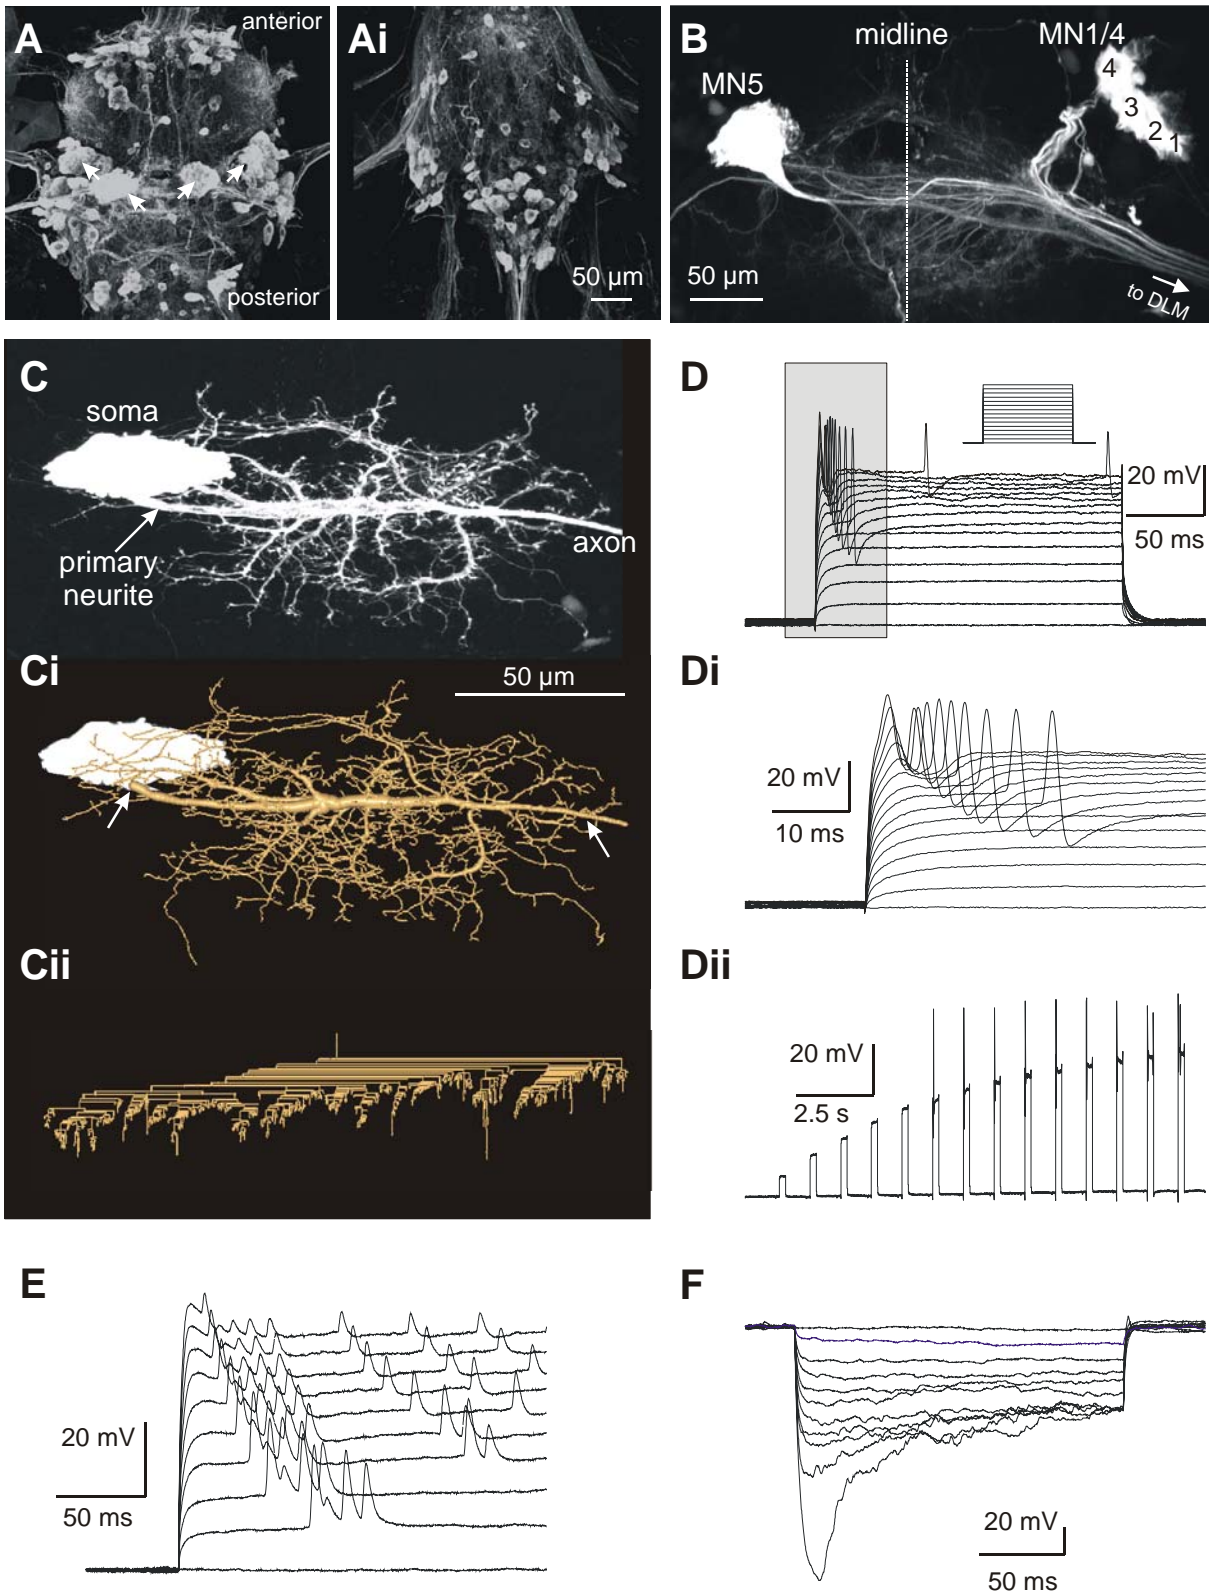 A
anterior
posterior
Ai
50 µm
B
midline
MN1/4
MN5
4
3
2
1
50 µm
to DLM
C
soma
primary
neurite
axon
Ci
50 µm
Cii
D
20 mV
50 ms
Di
20 mV
10 ms
Dii
20 mV
2.5 s
E
20 mV
50 ms
F
20 mV
50 ms